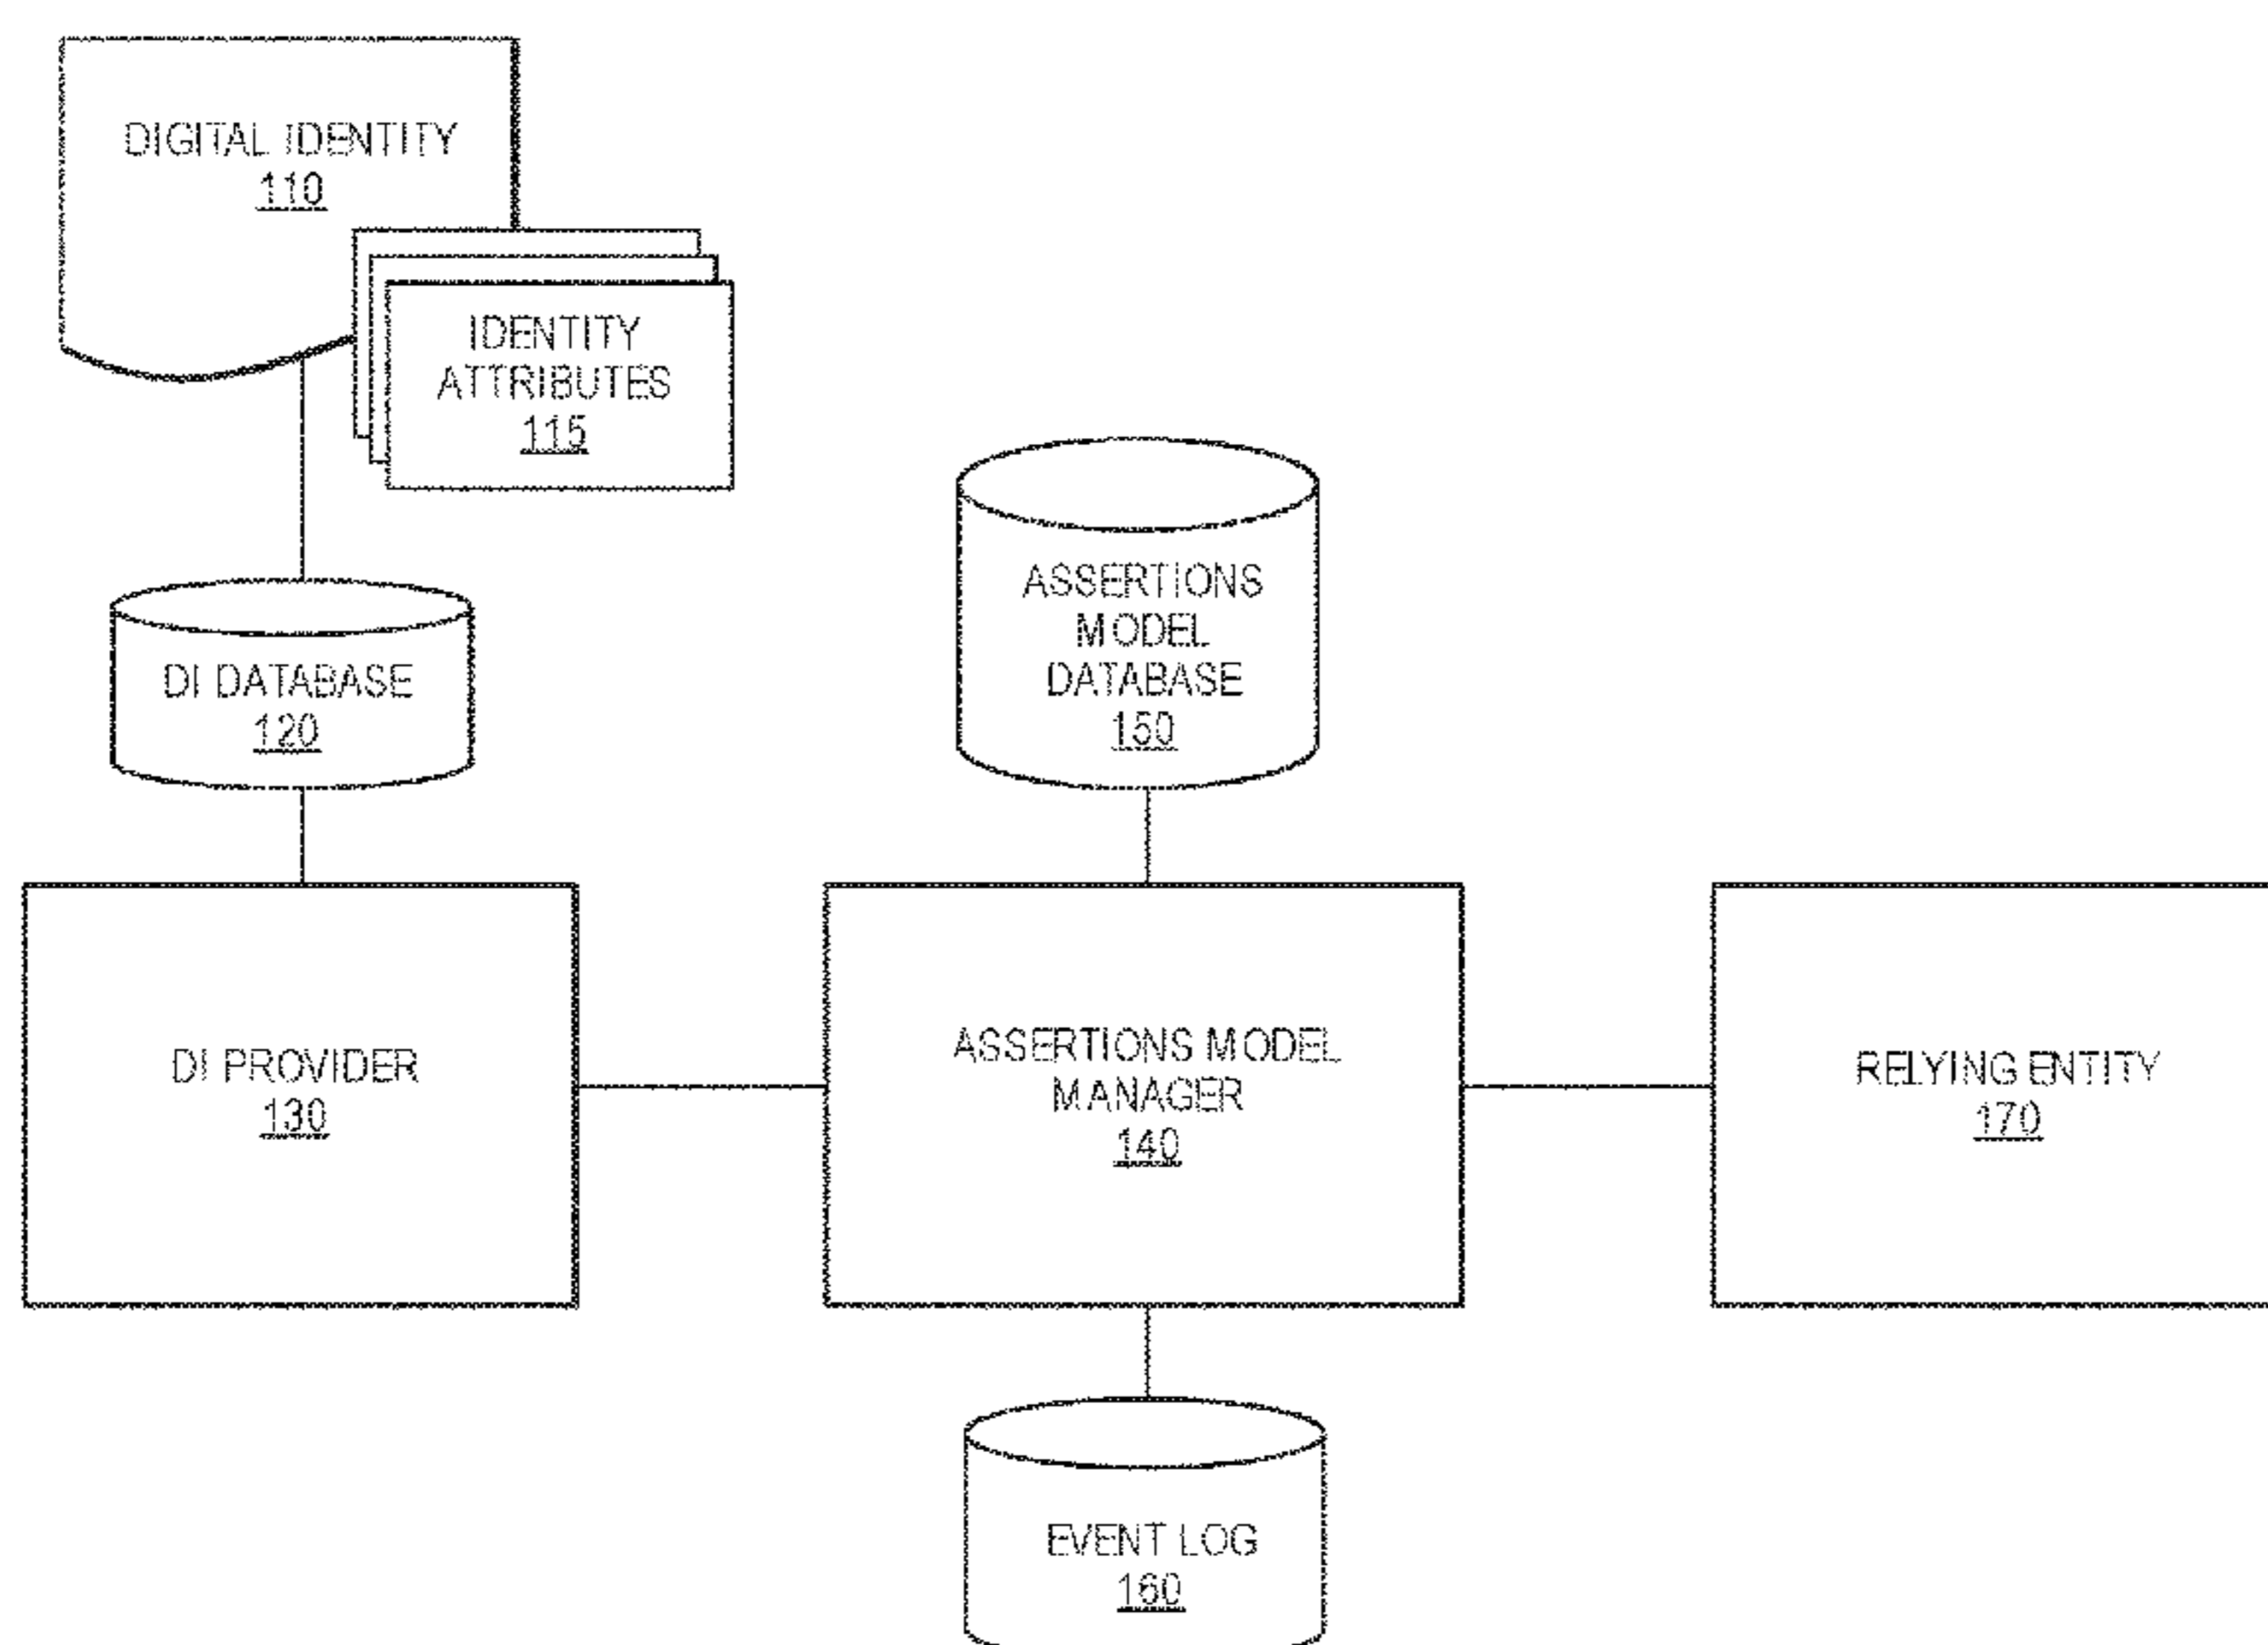 DIGITAL IDENTITY
110
IDENTITY
ATTRIBUTES
115
DI DATABASE
120
ASSERTIONS
MODEL
DATABASE
150
DI PROVIDER
130
ASSERTIONS MODEL
MANAGER
140
RELYING ENTITY
170
EVENT LOG
160